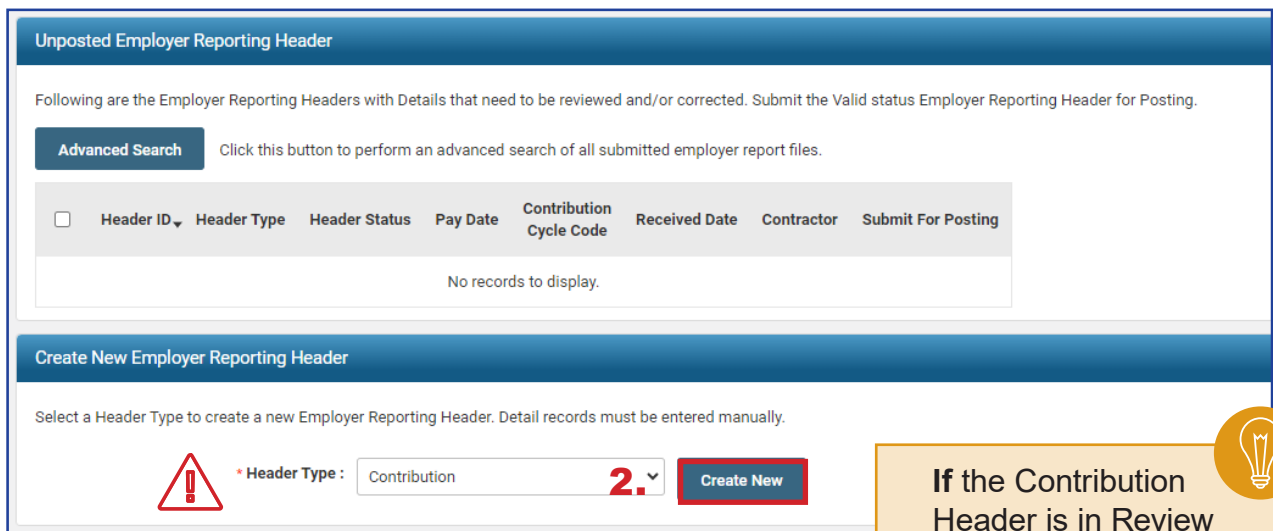 Unposted Employer Reporting Header
Following are the Employer Reporting Headers with Details that need to be reviewed and/or corrected. Submit the Valid status Employer Reporting Header for Posting.
Advanced Search Click this button to perform an advanced search of all submitted employer report files.
Header ID Header Type Header Status Pay Date Contribution Cycle Code Received Date Contractor Submit For Posting
No records to display.
Create New Employer Reporting Header
Select a Header Type to create a new Employer Reporting Header. Detail records must be entered manually.
* Header Type : Contribution 2. Create New
If the Contribution
Header is in Review